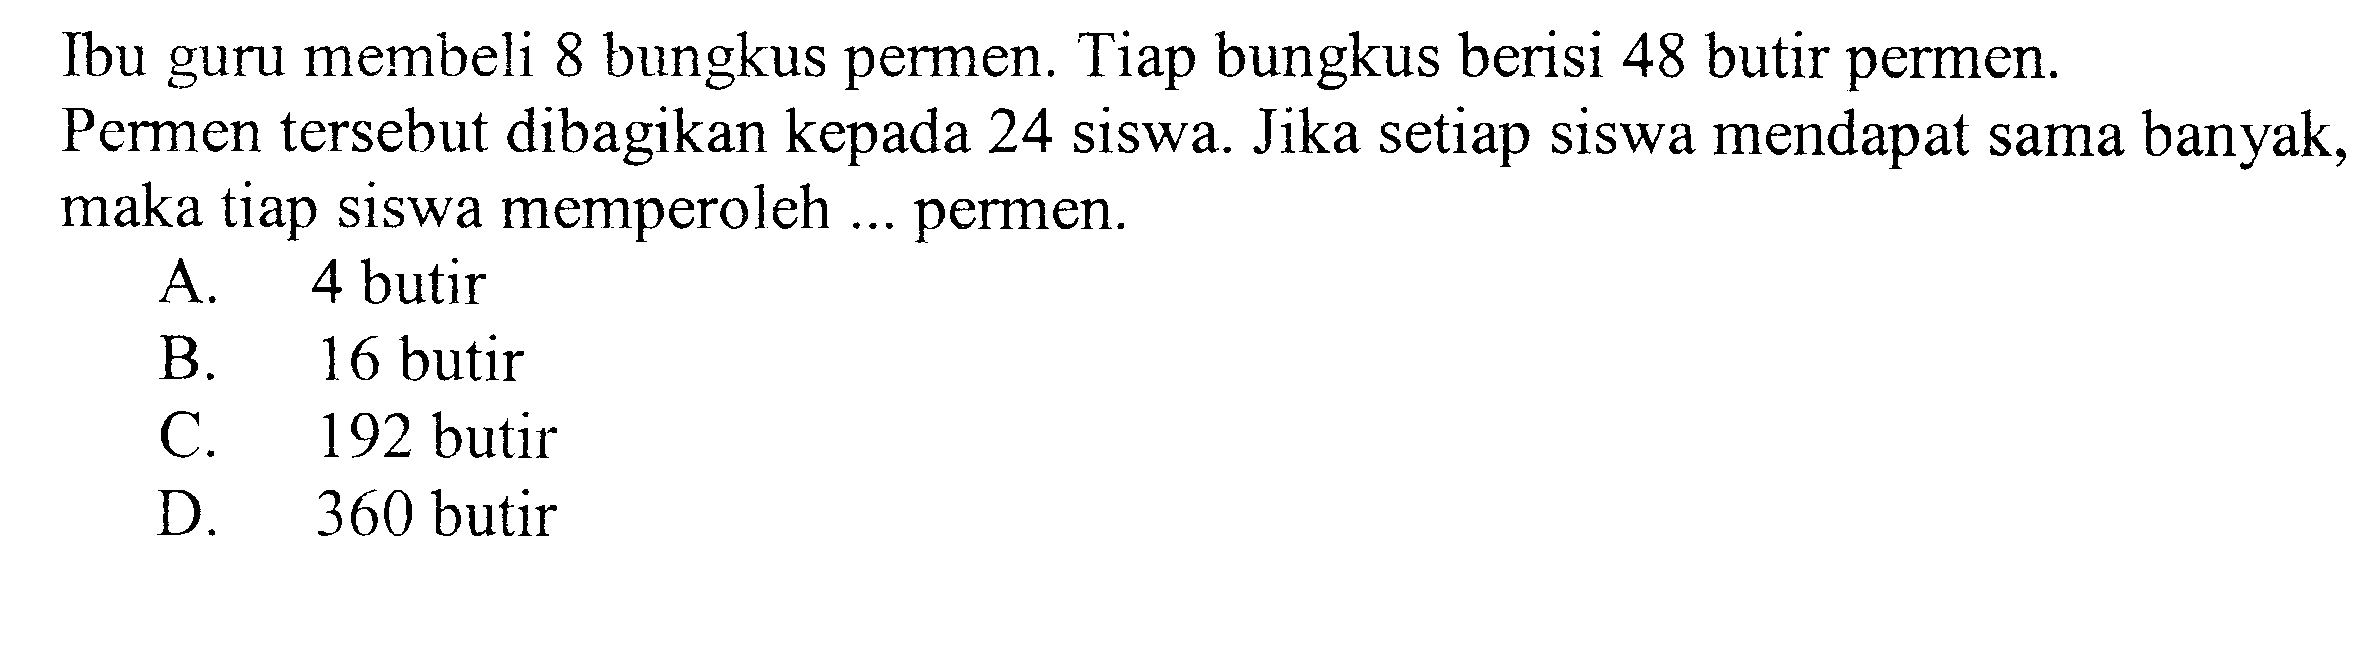 Ibu guru membeli 8 bungkus permen. Tiap bungkus berisi 48 butir permen.
Permen tersebut dibagikan kepada 24 siswa. Jika setiap siswa mendapat sama banyak,
maka tiap siswa memperoleh ... permen.
A. 4 butir
B. 16 butir
C. 192 butir
D. 360 butir